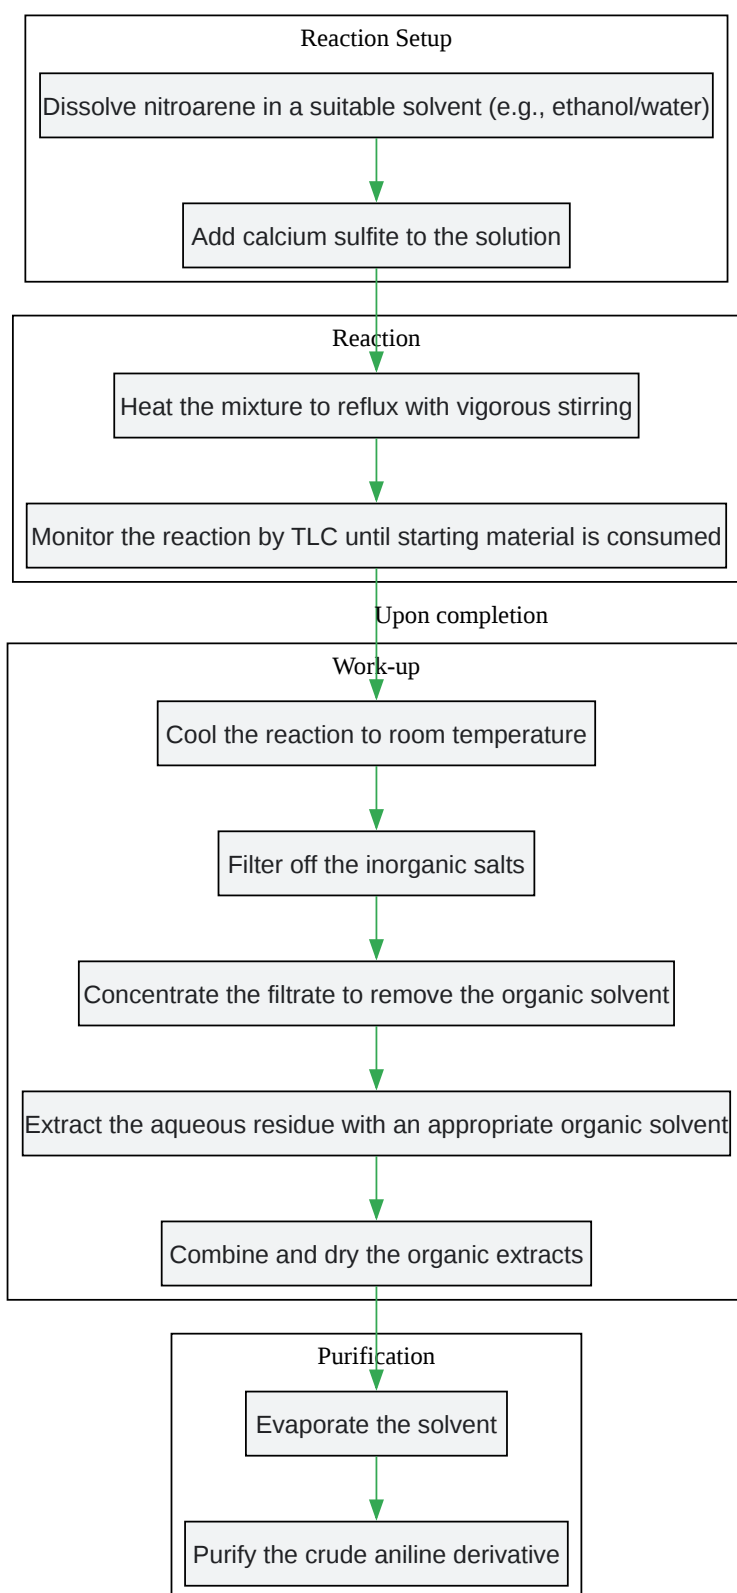 Reaction Setup
Dissolve nitroarene in a suitable solvent (e.g., ethanol/water)
Add calcium sulfite to the solution
Reaction
Heat the mixture to reflux with vigorous stirring
Monitor the reaction by TLC until starting material is consumed
Upon completion
Work-up
Cool the reaction to room temperature
Filter off the inorganic salts
Concentrate the filtrate to remove the organic solvent
Extract the aqueous residue with an appropriate organic solvent
Combine and dry the organic extracts
Purification
Evaporate the solvent
Purify the crude aniline derivative